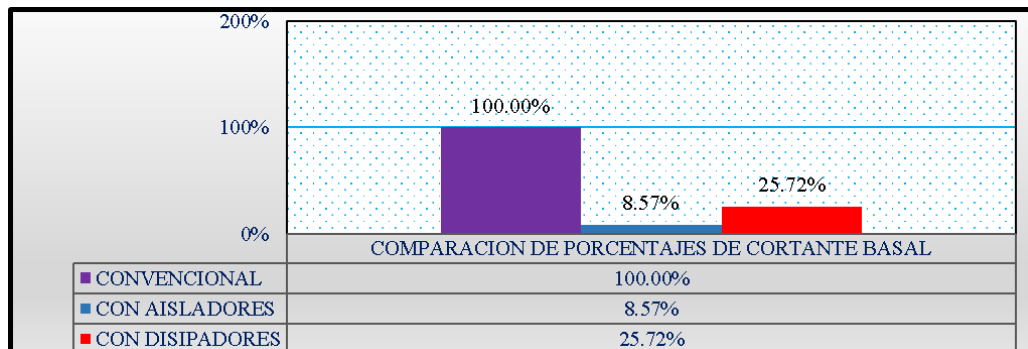 200%
100%
0%
100.00%
8.57%
25.72%
COMPARACION DE PORCENTAJES DE CORTANTE BASAL
CONVENCIONAL 100.00%
CON AISLADORES 8.57%
CON DISIPADORES 25.72%